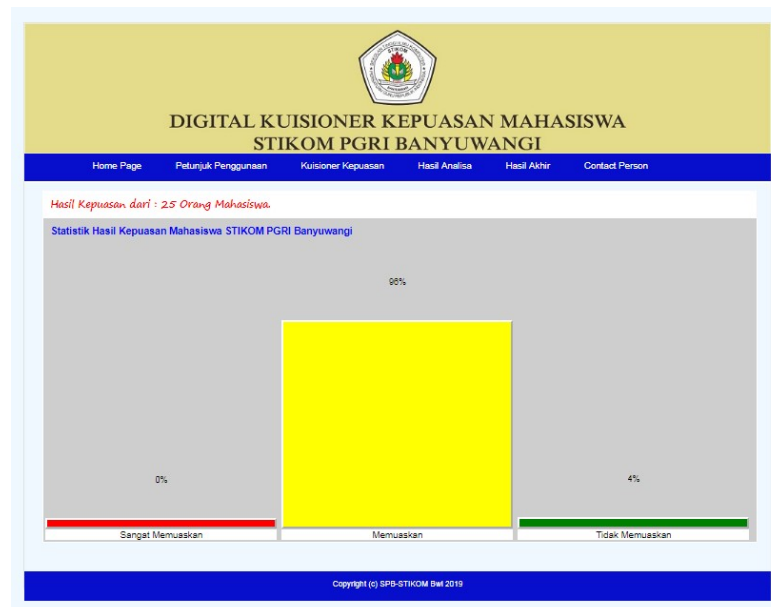 STIKOM
DIGITAL KUISIONER KEPUASAN MAHASISWA
STIKOM PGRI BANYUWANGI
Home Page Petunjuk Penggunaan Kuisioner Kepuasan Hasil Analisa Hasil Akhir Contact Person
Hasil Kepuasan dari : 25 Orang Mahasiswa.
Statistik Hasil Kepuasan Mahasiswa STIKOM PGRI Banyuwangi
96%
0% 4%
Sangat Memuaskan Memuaskan Tidak Memuaskan
Copyright (c) SPB-STIKOM Bwi 2019